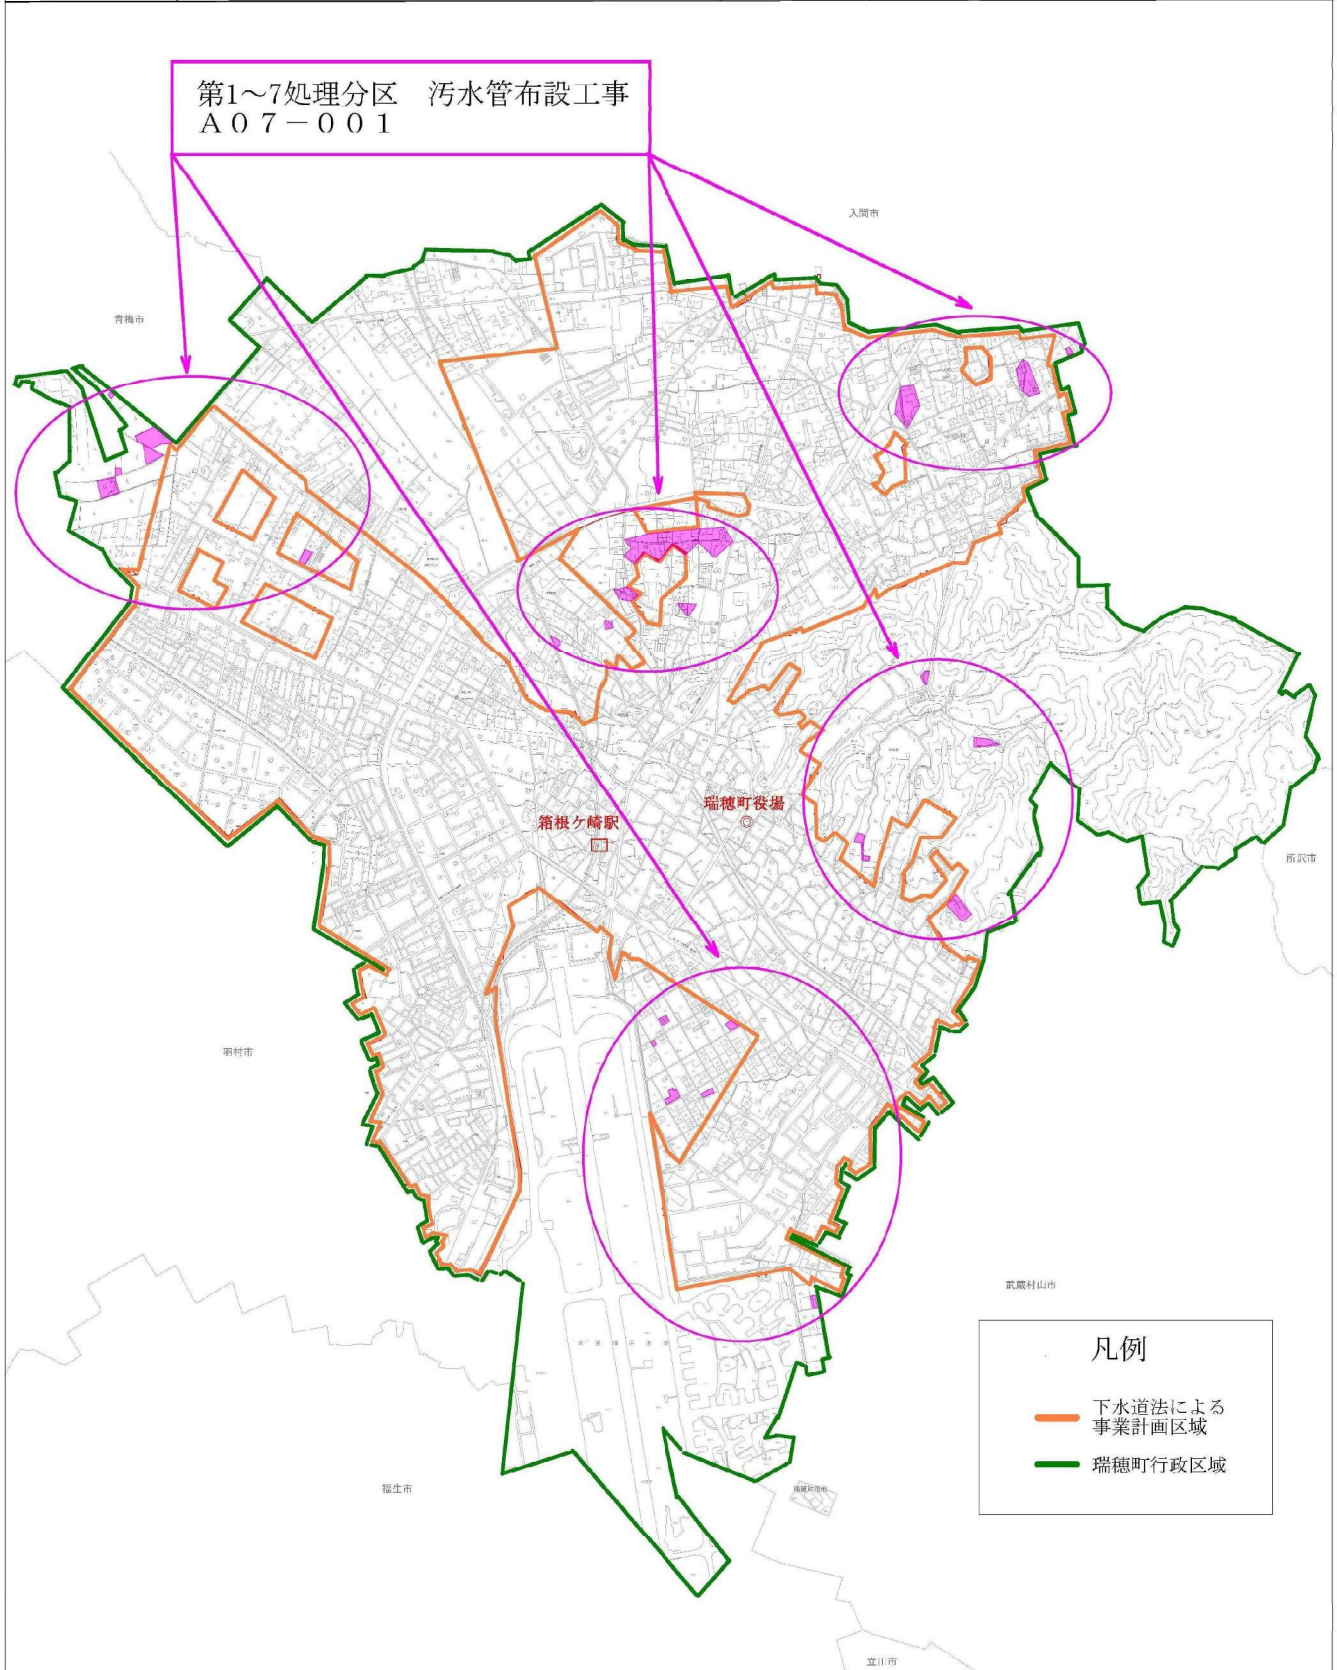 第1～7処理分区　汚水管布設工事
Ａ０７－００１
入間市
青梅市
瑞穂町役場
箱根ケ崎駅
所沢市
羽村市
武蔵村山市
凡例
下水道法による
事業計画区域
瑞穂町行政区域
福生市
立川市